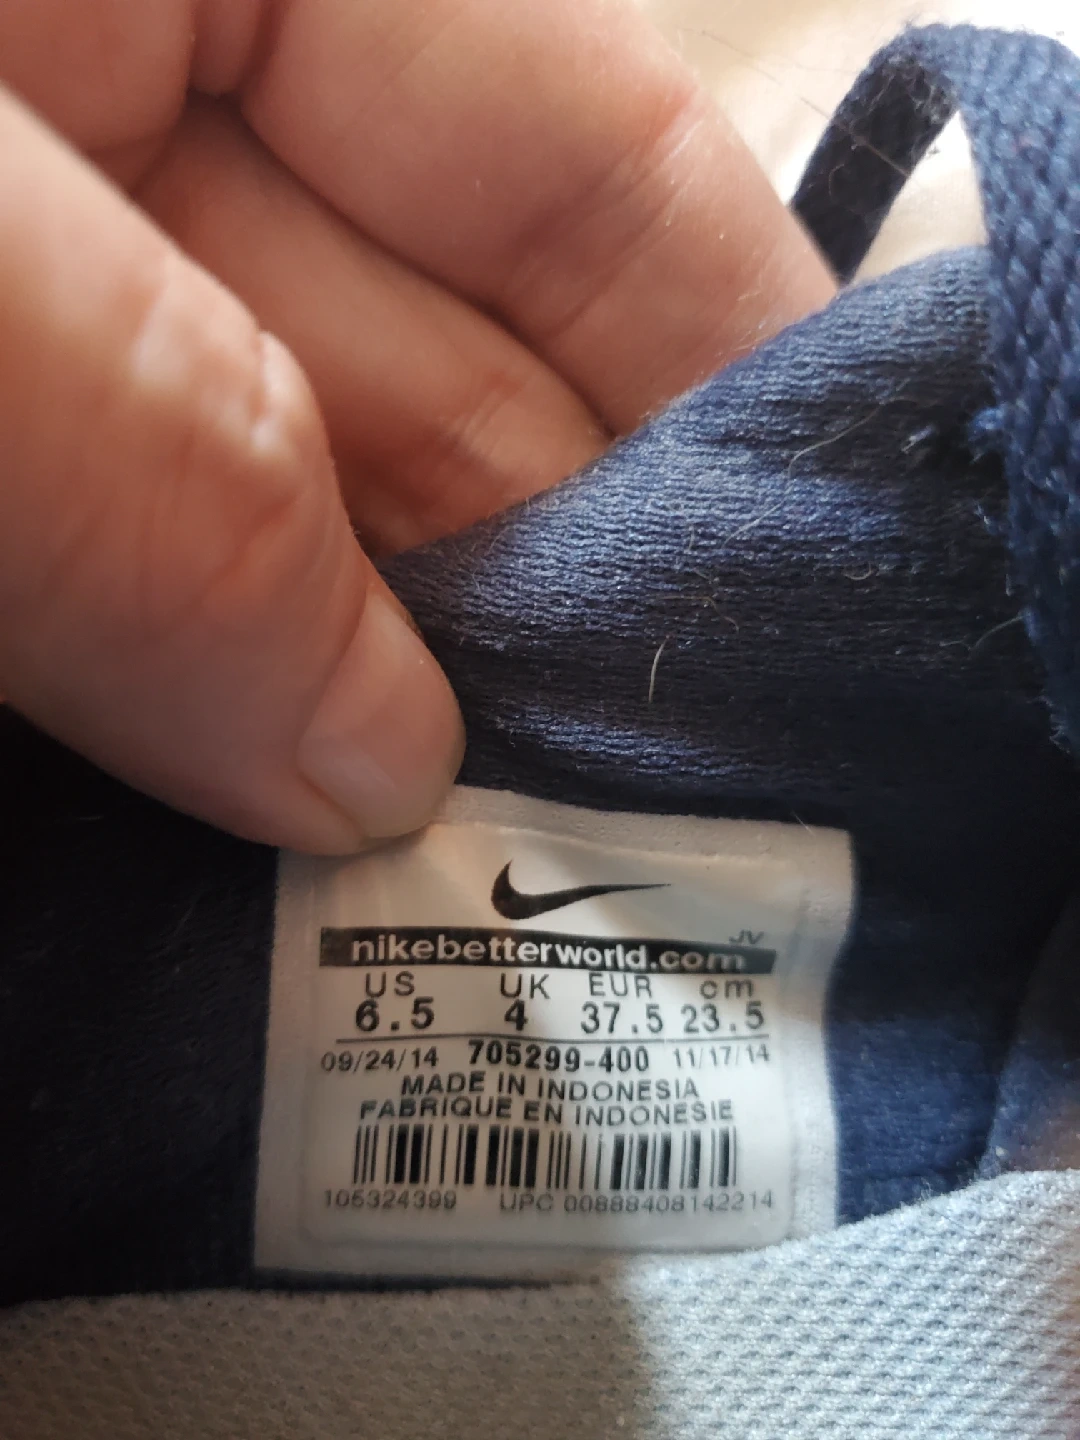 JV
nikebetterworld.com
US UK EUR cm
6.5 4 37.5 23.5
09/24/14 705299-400 11/17/14
MADE IN INDONESIA
FABRIQUE EN INDONESIE
105324399 UPC 00888408142214